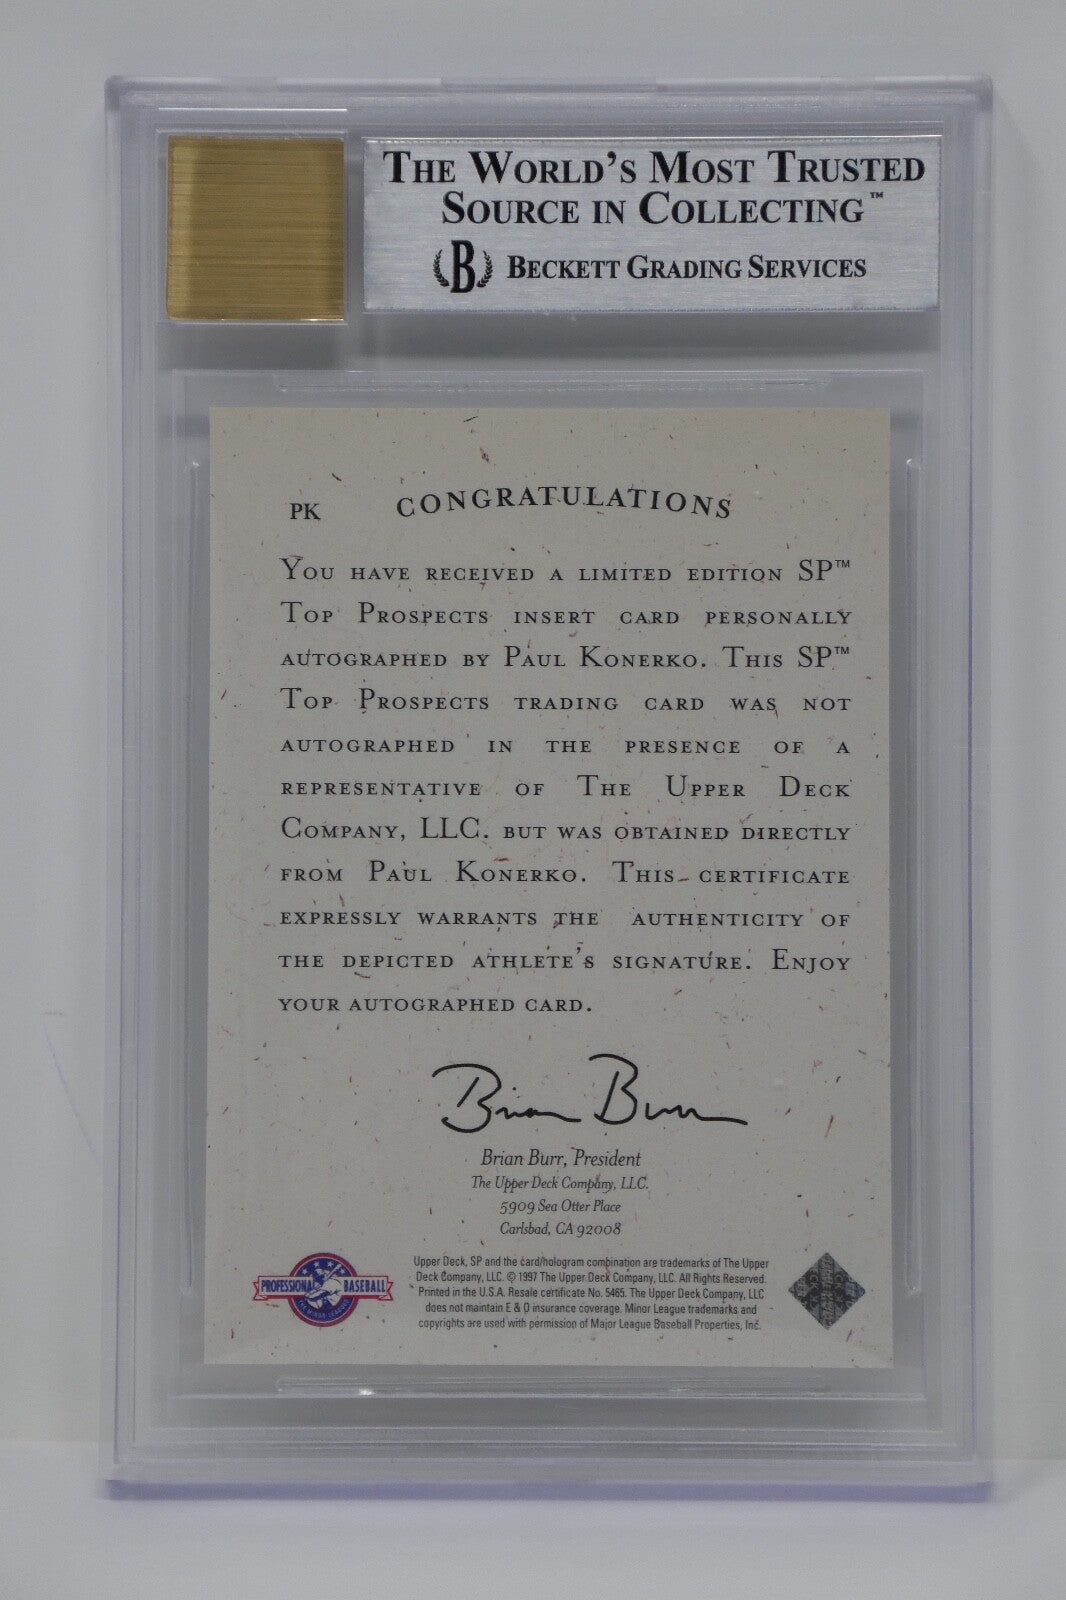 THE WORLD'S MOST TRUSTED
SOURCE IN COLLECTING™
B BECKETT GRADING SERVICES
PK CONGRATULATIONS
YOU HAVE RECEIVED A LIMITED EDITION SP™
TOP PROSPECTS INSERT CARD PERSONALLY
AUTOGRAPHED BY PAUL KONERKO. THIS SP™
TOP PROSPECTS TRADING CARD WAS NOT
AUTOGRAPHED IN THE PRESENCE OF A
REPRESENTATIVE OF THE UPPER DECK
COMPANY, LLC. BUT WAS OBTAINED DIRECTLY
FROM PAUL KONERKO. THIS CERTIFICATE
EXPRESSLY WARRANTS THE AUTHENTICITY OF
THE DEPICTED ATHLETE'S SIGNATURE. ENJOY
YOUR AUTOGRAPHED CARD.
Brian Burr
Brian Burr, President
The Upper Deck Company, LLC.
5909 Sea Otter Place
Carlsbad, CA 92008
PROFESSIONAL BASEBALL
THE MINOR LEAGUES
Upper Deck, SP and the card/hologram combination are trademarks of The Upper
Deck Company, LLC. © 1997 The Upper Deck Company, LLC. All Rights Reserved.
Printed in the U.S.A. Resale certificate No. 5465. The Upper Deck Company, LLC
does not maintain E & O insurance coverage. Minor League trademarks and
copyrights are used with permission of Major League Baseball Properties, Inc.